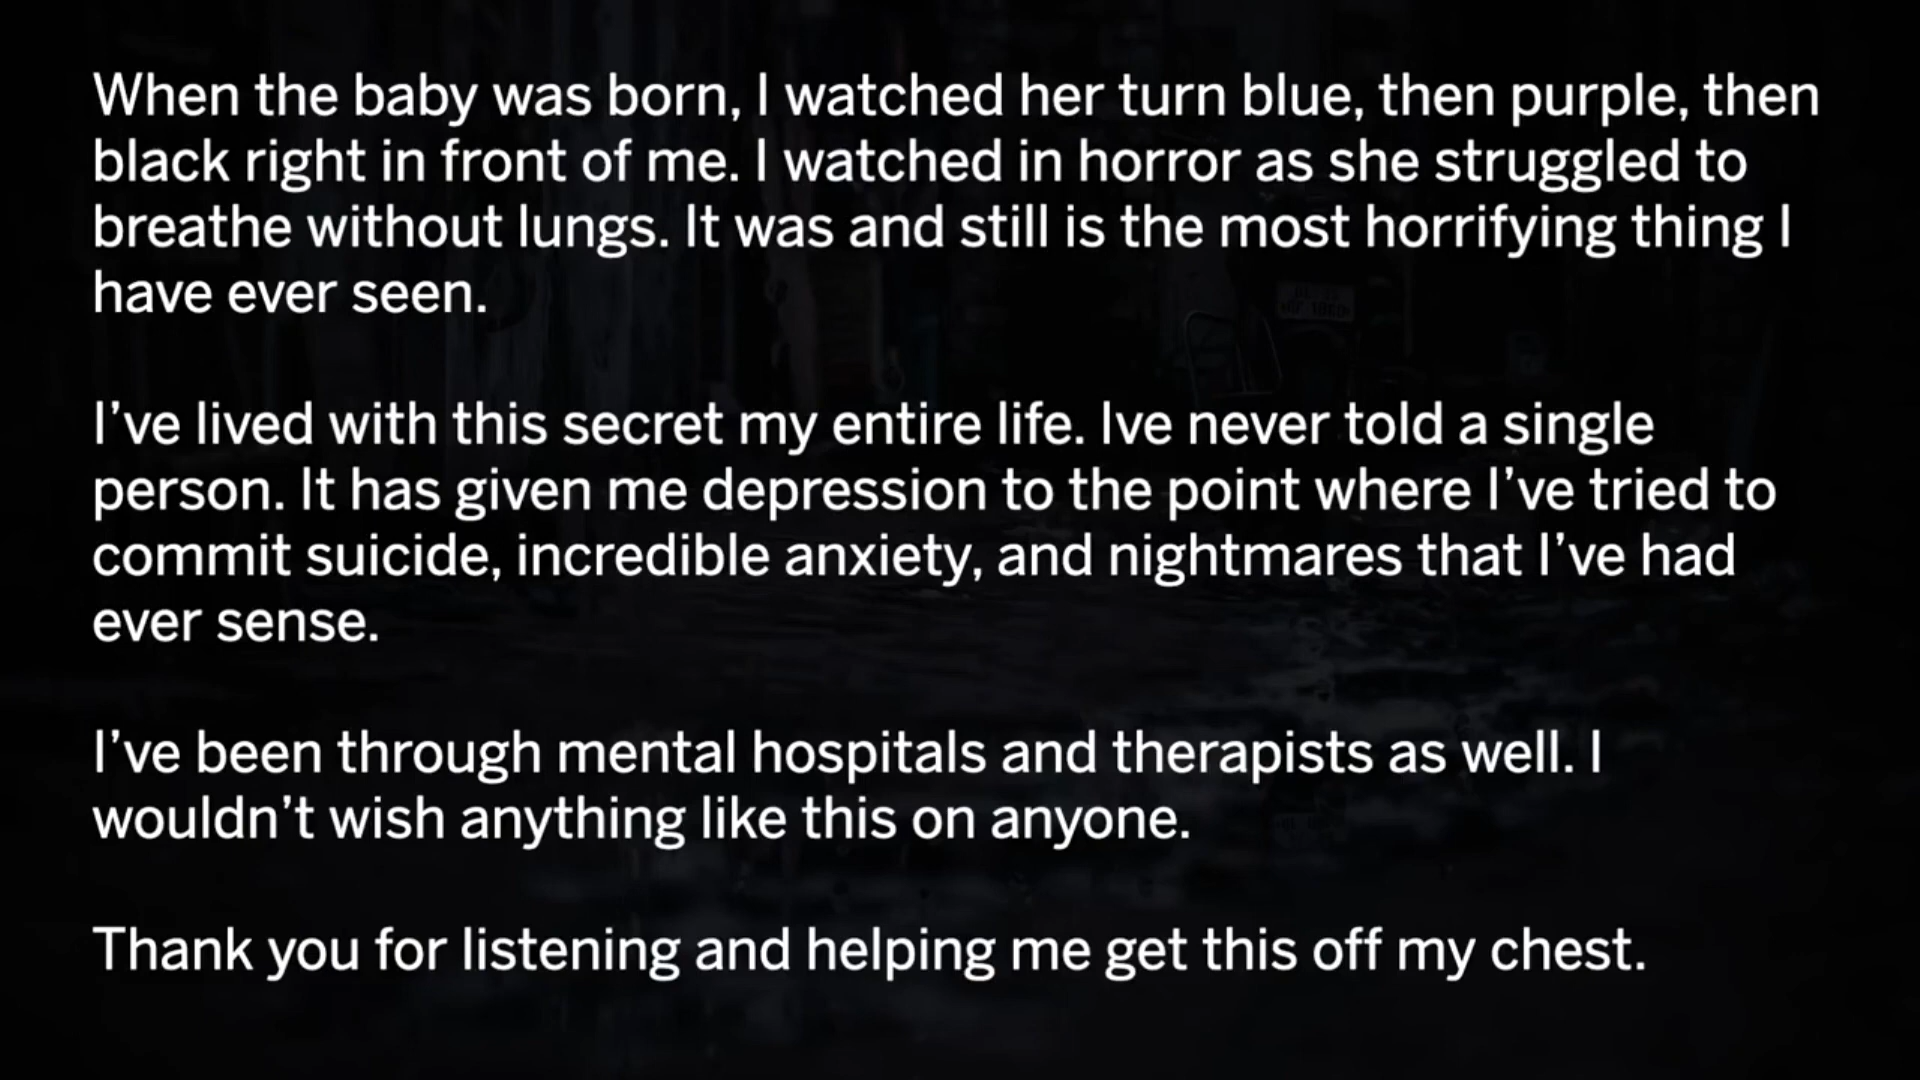 When the baby was born, I watched her turn blue, then purple, then
black right in front of me. I watched in horror as she struggled to
breathe without lungs. It was and still is the most horrifying thing I
have ever seen.
I've lived with this secret my entire life. Ive never told a single
person. It has given me depression to the point where I've tried to
commit suicide, incredible anxiety, and nightmares that I've had
ever sense.
I've been through mental hospitals and therapists as well. I
wouldn't wish anything like this on anyone.
Thank you for listening and helping me get this off my chest.